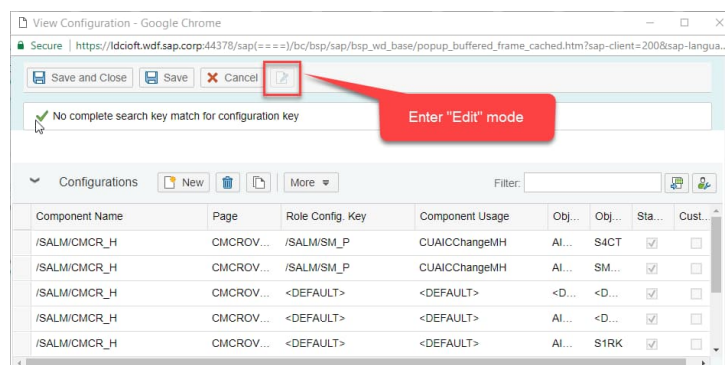 View Configuration - Google Chrome
Secure | https://ldcioft.wdf.sap.corp:44378/sap(====)/bc/bsp/sap/bsp_wd_base/popup_buffered_frame_cached.htm?sap-client=200&sap-langua...
Save and Close Save Cancel
Enter "Edit" mode
No complete search key match for configuration key
Configurations New More Filter:
Component Name Page Role Config. Key Component Usage Obj... Obj... Sta... Cust...
/SALM/CMCR_H CMCROV... /SALM/SM_P CUAICChangeMH AI... S4CT
/SALM/CMCR_H CMCROV... /SALM/SM_P CUAICChangeMH AI... SM...
/SALM/CMCR_H CMCROV... <DEFAULT> <DEFAULT> <D... <D...
/SALM/CMCR_H CMCROV... <DEFAULT> <DEFAULT> AI... <D...
/SALM/CMCR_H CMCROV... <DEFAULT> <DEFAULT> AI... S1RK